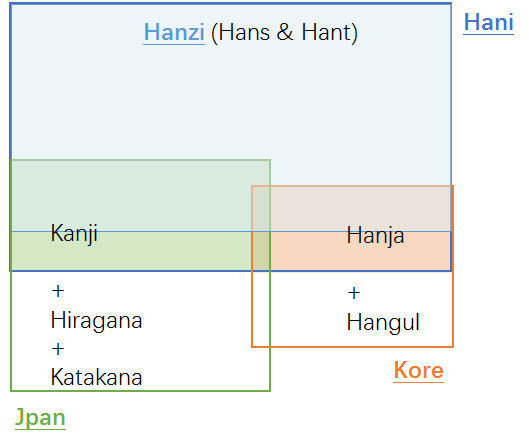 Hanzi (Hans & Hant)
Hani
Kanji
Hanja
+
Hiragana
+
Katakana
+
Hangul
Kore
Jpan